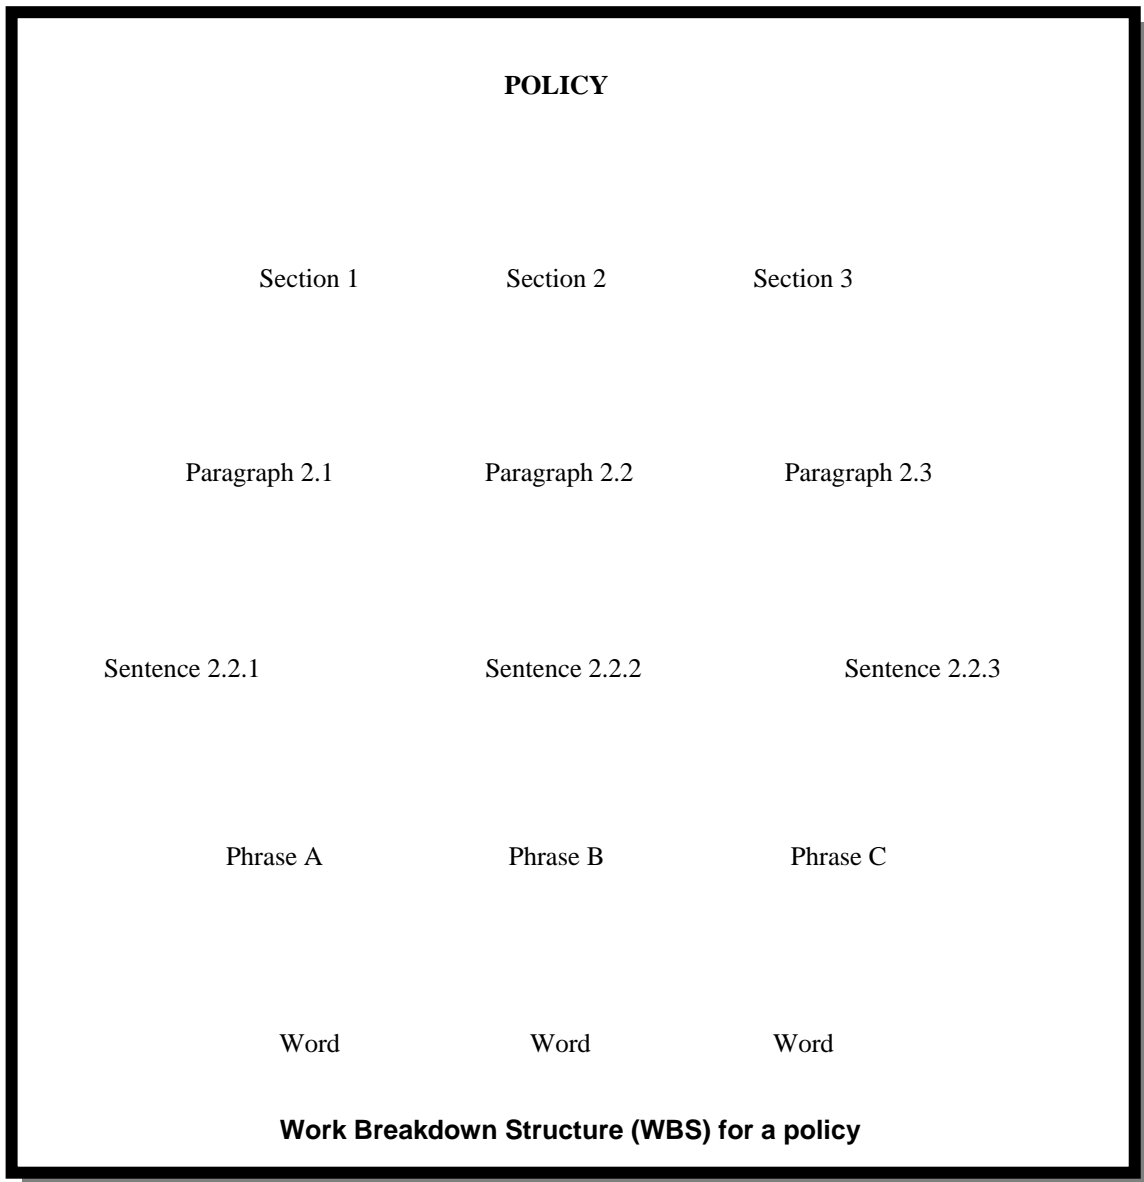 POLICY
Section 1 Section 2 Section 3
Paragraph 2.1 Paragraph 2.2 Paragraph 2.3
Sentence 2.2.1 Sentence 2.2.2 Sentence 2.2.3
Phrase A Phrase B Phrase C
Word Word Word
Work Breakdown Structure (WBS) for a policy